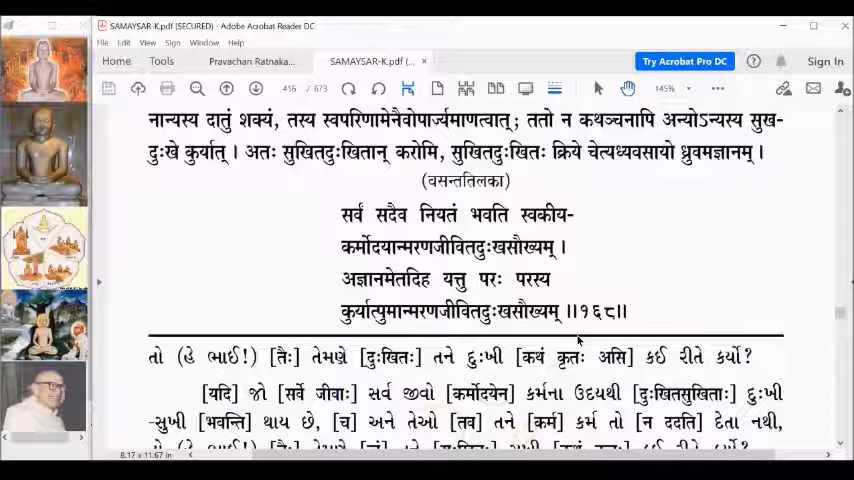 SAMAYSAR-K.pdf (SECURED) - Adobe Acrobat Reader DC
File Edit View Sign Window Help
Home Tools Pravachan Ratnaka... SAMAYSAR-K.pdf (... × Try Acrobat Pro DC Sign In
416 / 673 145%
नान्यस्य दातुं शक्यं, तस्य स्वपरिणामेनैवोपार्ज्यमाणत्वात्; ततो न कथञ्चनापि अन्योऽन्यस्य सुख-
दुःखे कुर्यात् । अतः सुखितदुःखितान् करोमि, सुखितदुःखितः क्रिये चेत्यध्यवसायो ध्रुवमज्ञानम् ।
(वसन्ततिलका)
सर्वं सदैव नियतं भवति स्वकीय-
कर्मोदयान्मरणजीवितदुःखसौख्यम् ।
अज्ञानमेतदिह यत्तु परः परस्य
कुर्यात्पुमान्मरणजीवितदुःखसौख्यम् ।।१६८।।
તો (હે ભાઈ!) [तैः] તેમણે [दुःखितः] તને દુઃખી [कथं कृतः असि] કઈ રીતે કર્યો?
[यदि] જો [सर्वे जीवाः] સર્વ જીવો [कर्मोदयेन] કર્મના ઉદયથી [दुःखितसुखिताः] દુઃખી
-સુખી [भवन्ति] થાય છે, [च] અને તેઓ [तव] તને [कर्म] કર્મ તો [न ददति] દેતા નથી,
8.17 x 11.67 in